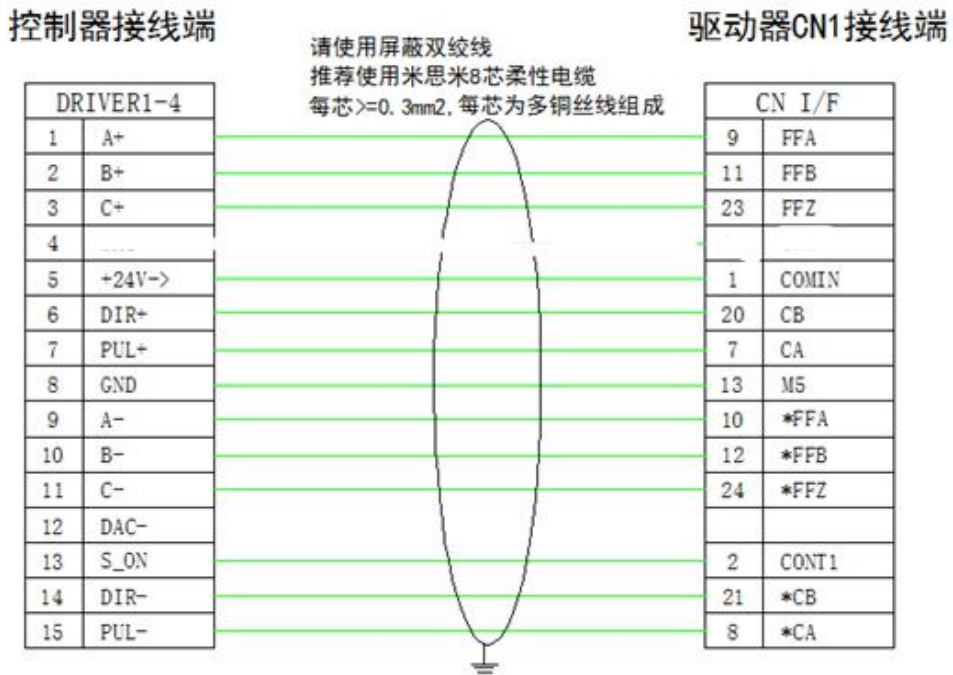 控制器接线端
驱动器CN1接线端
请使用屏蔽双绞线
推荐使用米思米8芯柔性电缆
每芯>=0.3mm2,每芯为多铜丝线组成
DRIVER1-4
CN I/F
1 A+ 9 FFA
2 B+ 11 FFB
3 C+ 23 FFZ
4
5 +24V-> 1 COMIN
6 DIR+ 20 CB
7 PUL+ 7 CA
8 GND 13 M5
9 A- 10 *FFA
10 B- 12 *FFB
11 C- 24 *FFZ
12 DAC-
13 S_ON 2 CONT1
14 DIR- 21 *CB
15 PUL- 8 *CA